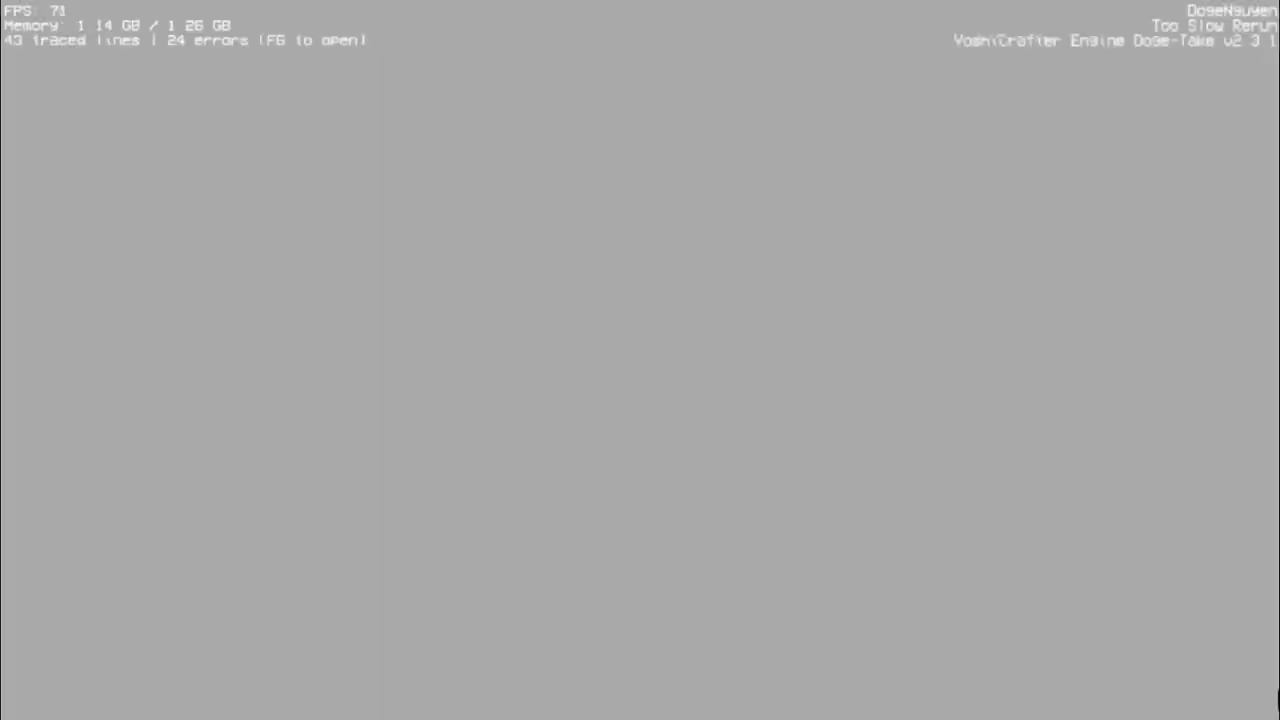 FPS: 71
Memory: 1.14 GB / 1.26 GB
43 traced lines | 24 errors (F6 to open)
DogeNguyen
Too Slow Rerun
YoshiCrafter Engine Doge-Take v2.3.1